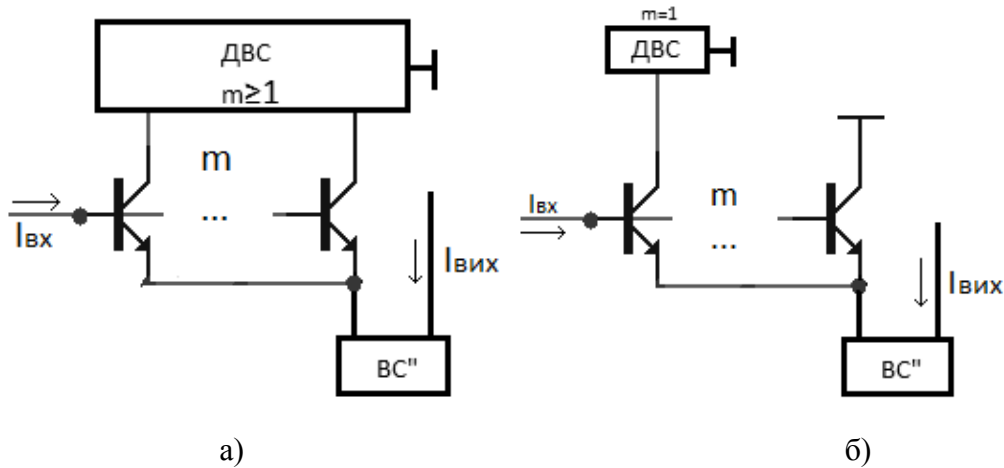 ДВС
m≥1
m
...
Iвх
Iвих
ВС"
а)
m=1
ДВС
Iвх
m
...
Iвих
ВС"
б)